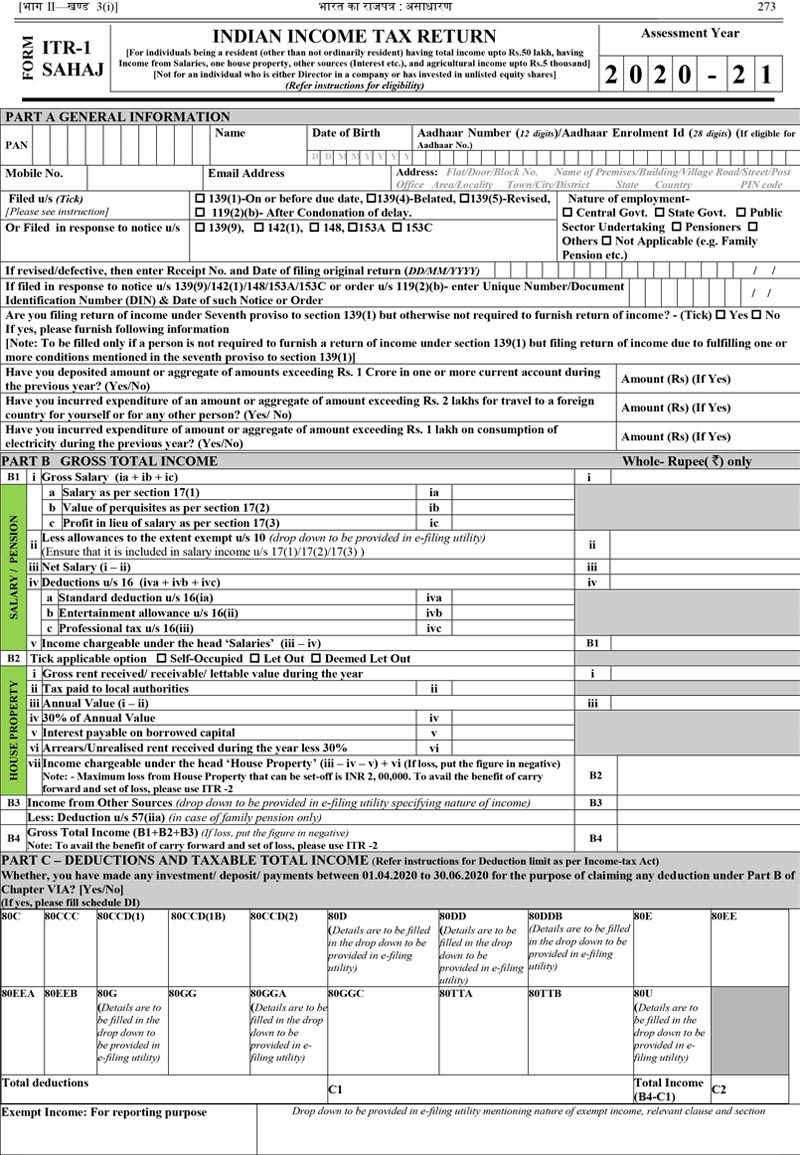 [भाग II—खण्ड 3(i)] भारत का राजपत्र : असाधारण 273
FORM
ITR-1
SAHAJ
INDIAN INCOME TAX RETURN
[For individuals being a resident (other than not ordinarily resident) having total income upto Rs.50 lakh, having
Income from Salaries, one house property, other sources (Interest etc.), and agricultural income upto Rs.5 thousand]
[Not for an individual who is either Director in a company or has invested in unlisted equity shares]
(Refer instructions for eligibility)
Assessment Year
2 0 2 0 - 2 1
PART A GENERAL INFORMATION
PAN
Name
Date of Birth
D D M M Y Y Y Y
Aadhaar Number (12 digits)/Aadhaar Enrolment Id (28 digits) (If eligible for
Aadhaar No.)
Mobile No.
Email Address
Address: Flat/Door/Block No. Name of Premises/Building/Village Road/Street/Post
Office Area/Locality Town/City/District State Country PIN code
Filed u/s (Tick)
[Please see instruction]
☐ 139(1)-On or before due date, ☐139(4)-Belated, ☐139(5)-Revised,
☐ 119(2)(b)- After Condonation of delay.
Or Filed in response to notice u/s
☐ 139(9), ☐ 142(1), ☐ 148, ☐153A ☐ 153C
Nature of employment-
☐ Central Govt. ☐ State Govt. ☐ Public
Sector Undertaking ☐ Pensioners ☐
Others ☐ Not Applicable (e.g. Family
Pension etc.)
If revised/defective, then enter Receipt No. and Date of filing original return (DD/MM/YYYY) / /
If filed in response to notice u/s 139(9)/142(1)/148/153A/153C or order u/s 119(2)(b)- enter Unique Number/Document
Identification Number (DIN) & Date of such Notice or Order / /
Are you filing return of income under Seventh proviso to section 139(1) but otherwise not required to furnish return of income? - (Tick) ☐ Yes ☐ No
If yes, please furnish following information
[Note: To be filled only if a person is not required to furnish a return of income under section 139(1) but filing return of income due to fulfilling one or
more conditions mentioned in the seventh proviso to section 139(1)]
Have you deposited amount or aggregate of amounts exceeding Rs. 1 Crore in one or more current account during
the previous year? (Yes/No)
Amount (Rs) (If Yes)
Have you incurred expenditure of an amount or aggregate of amount exceeding Rs. 2 lakhs for travel to a foreign
country for yourself or for any other person? (Yes/ No)
Amount (Rs) (If Yes)
Have you incurred expenditure of amount or aggregate of amount exceeding Rs. 1 lakh on consumption of
electricity during the previous year? (Yes/No)
Amount (Rs) (If Yes)
PART B GROSS TOTAL INCOME Whole- Rupee( ₹) only
B1 i Gross Salary (ia + ib + ic) i
SALARY / PENSION
a Salary as per section 17(1) ia
b Value of perquisites as per section 17(2) ib
c Profit in lieu of salary as per section 17(3) ic
ii Less allowances to the extent exempt u/s 10 (drop down to be provided in e-filing utility)
(Ensure that it is included in salary income u/s 17(1)/17(2)/17(3) ) ii
iii Net Salary (i – ii) iii
iv Deductions u/s 16 (iva + ivb + ivc) iv
a Standard deduction u/s 16(ia) iva
b Entertainment allowance u/s 16(ii) ivb
c Professional tax u/s 16(iii) ivc
v Income chargeable under the head ‘Salaries’ (iii – iv) B1
B2 Tick applicable option ☐ Self-Occupied ☐ Let Out ☐ Deemed Let Out
HOUSE PROPERTY
i Gross rent received/ receivable/ lettable value during the year i
ii Tax paid to local authorities ii
iii Annual Value (i – ii) iii
iv 30% of Annual Value iv
v Interest payable on borrowed capital v
vi Arrears/Unrealised rent received during the year less 30% vi
vii Income chargeable under the head ‘House Property’ (iii – iv – v) + vi (If loss, put the figure in negative)
Note: - Maximum loss from House Property that can be set-off is INR 2, 00,000. To avail the benefit of carry
forward and set of loss, please use ITR -2
B2
B3 Income from Other Sources (drop down to be provided in e-filing utility specifying nature of income) B3
Less: Deduction u/s 57(iia) (in case of family pension only)
B4 Gross Total Income (B1+B2+B3) (If loss, put the figure in negative)
Note: To avail the benefit of carry forward and set of loss, please use ITR -2
B4
PART C – DEDUCTIONS AND TAXABLE TOTAL INCOME (Refer instructions for Deduction limit as per Income-tax Act)
Whether, you have made any investment/ deposit/ payments between 01.04.2020 to 30.06.2020 for the purpose of claiming any deduction under Part B of
Chapter VIA? [Yes/No]
(If yes, please fill schedule DI)
80C 80CCC 80CCD(1) 80CCD(1B) 80CCD(2)
80D
(Details are to be filled
in the drop down to be
provided in e-filing
utility)
80DD
(Details are to be
filled in the drop
down to be
provided in e-filing
utility)
80DDB
(Details are to be filled
in the drop down to be
provided in e-filing
utility)
80E 80EE
80EEA 80EEB
80G
(Details are to
be filled in the
drop down to
be provided in
e-filing utility)
80GG
80GGA
(Details are to be
filled in the drop
down to be
provided in e-
filing utility)
80GGC 80TTA 80TTB
80U
(Details are to
be filled in the
drop down to be
provided in e-
filing utility)
Total deductions C1
Total Income
(B4-C1)
C2
Exempt Income: For reporting purpose
Drop down to be provided in e-filing utility mentioning nature of exempt income, relevant clause and section